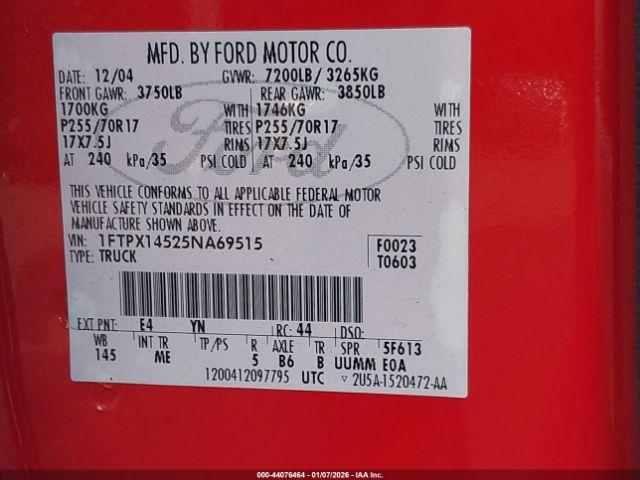 MFD. BY FORD MOTOR CO.
DATE: 12/04 GVWR: 7200LB/ 3265KG
FRONT GAWR: 3750LB REAR GAWR: 3850LB
1700KG WITH 1746KG WITH
P255/70R17 TIRES P255/70R17 TIRES
17X7.5J RIMS 17X7.5J RIMS
AT 240 kPa/35 PSI COLD AT 240 kPa/35 PSI COLD
THIS VEHICLE CONFORMS TO ALL APPLICABLE FEDERAL MOTOR
VEHICLE SAFETY STANDARDS IN EFFECT ON THE DATE OF
MANUFACTURE SHOWN ABOVE.
VIN: 1FTPX14525NA69515 F0023
TYPE: TRUCK T0603
EXT PNT: E4 YN RC: 44 DSO:
WB INT TR TP/PS R AXLE TR SPR 5F613
145 ME 5 B6 B UUMM E0A
1200412097795 UTC ▽ 2U5A-1520472-AA
Ford
000-44076464 - 01/07/2026 - IAA Inc.